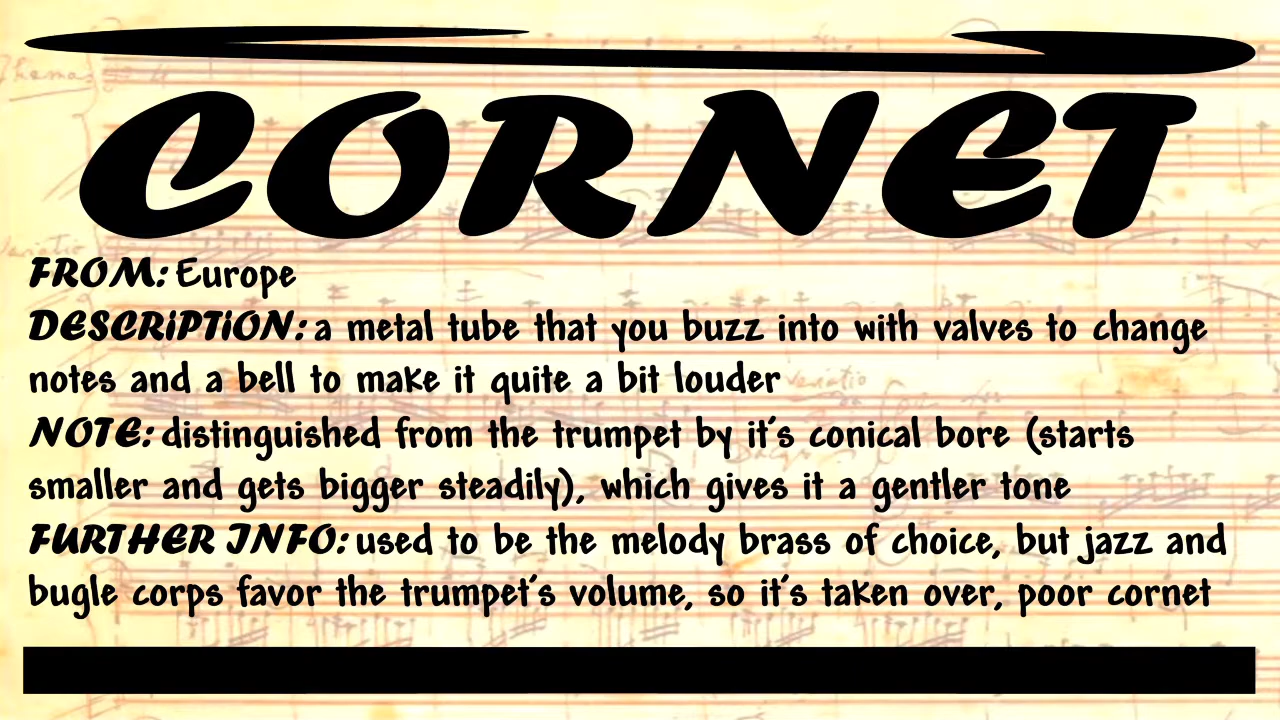 CORNET
FROM: Europe
DESCRiPTiON: a metal tube that you buzz into with valves to change
notes and a bell to make it quite a bit louder
NOTE: distinguished from the trumpet by it's conical bore (starts
smaller and gets bigger steadily), which gives it a gentler tone
FURTHER INFO: used to be the melody brass of choice, but jazz and
bugle corps favor the trumpet's volume, so it's taken over, poor cornet